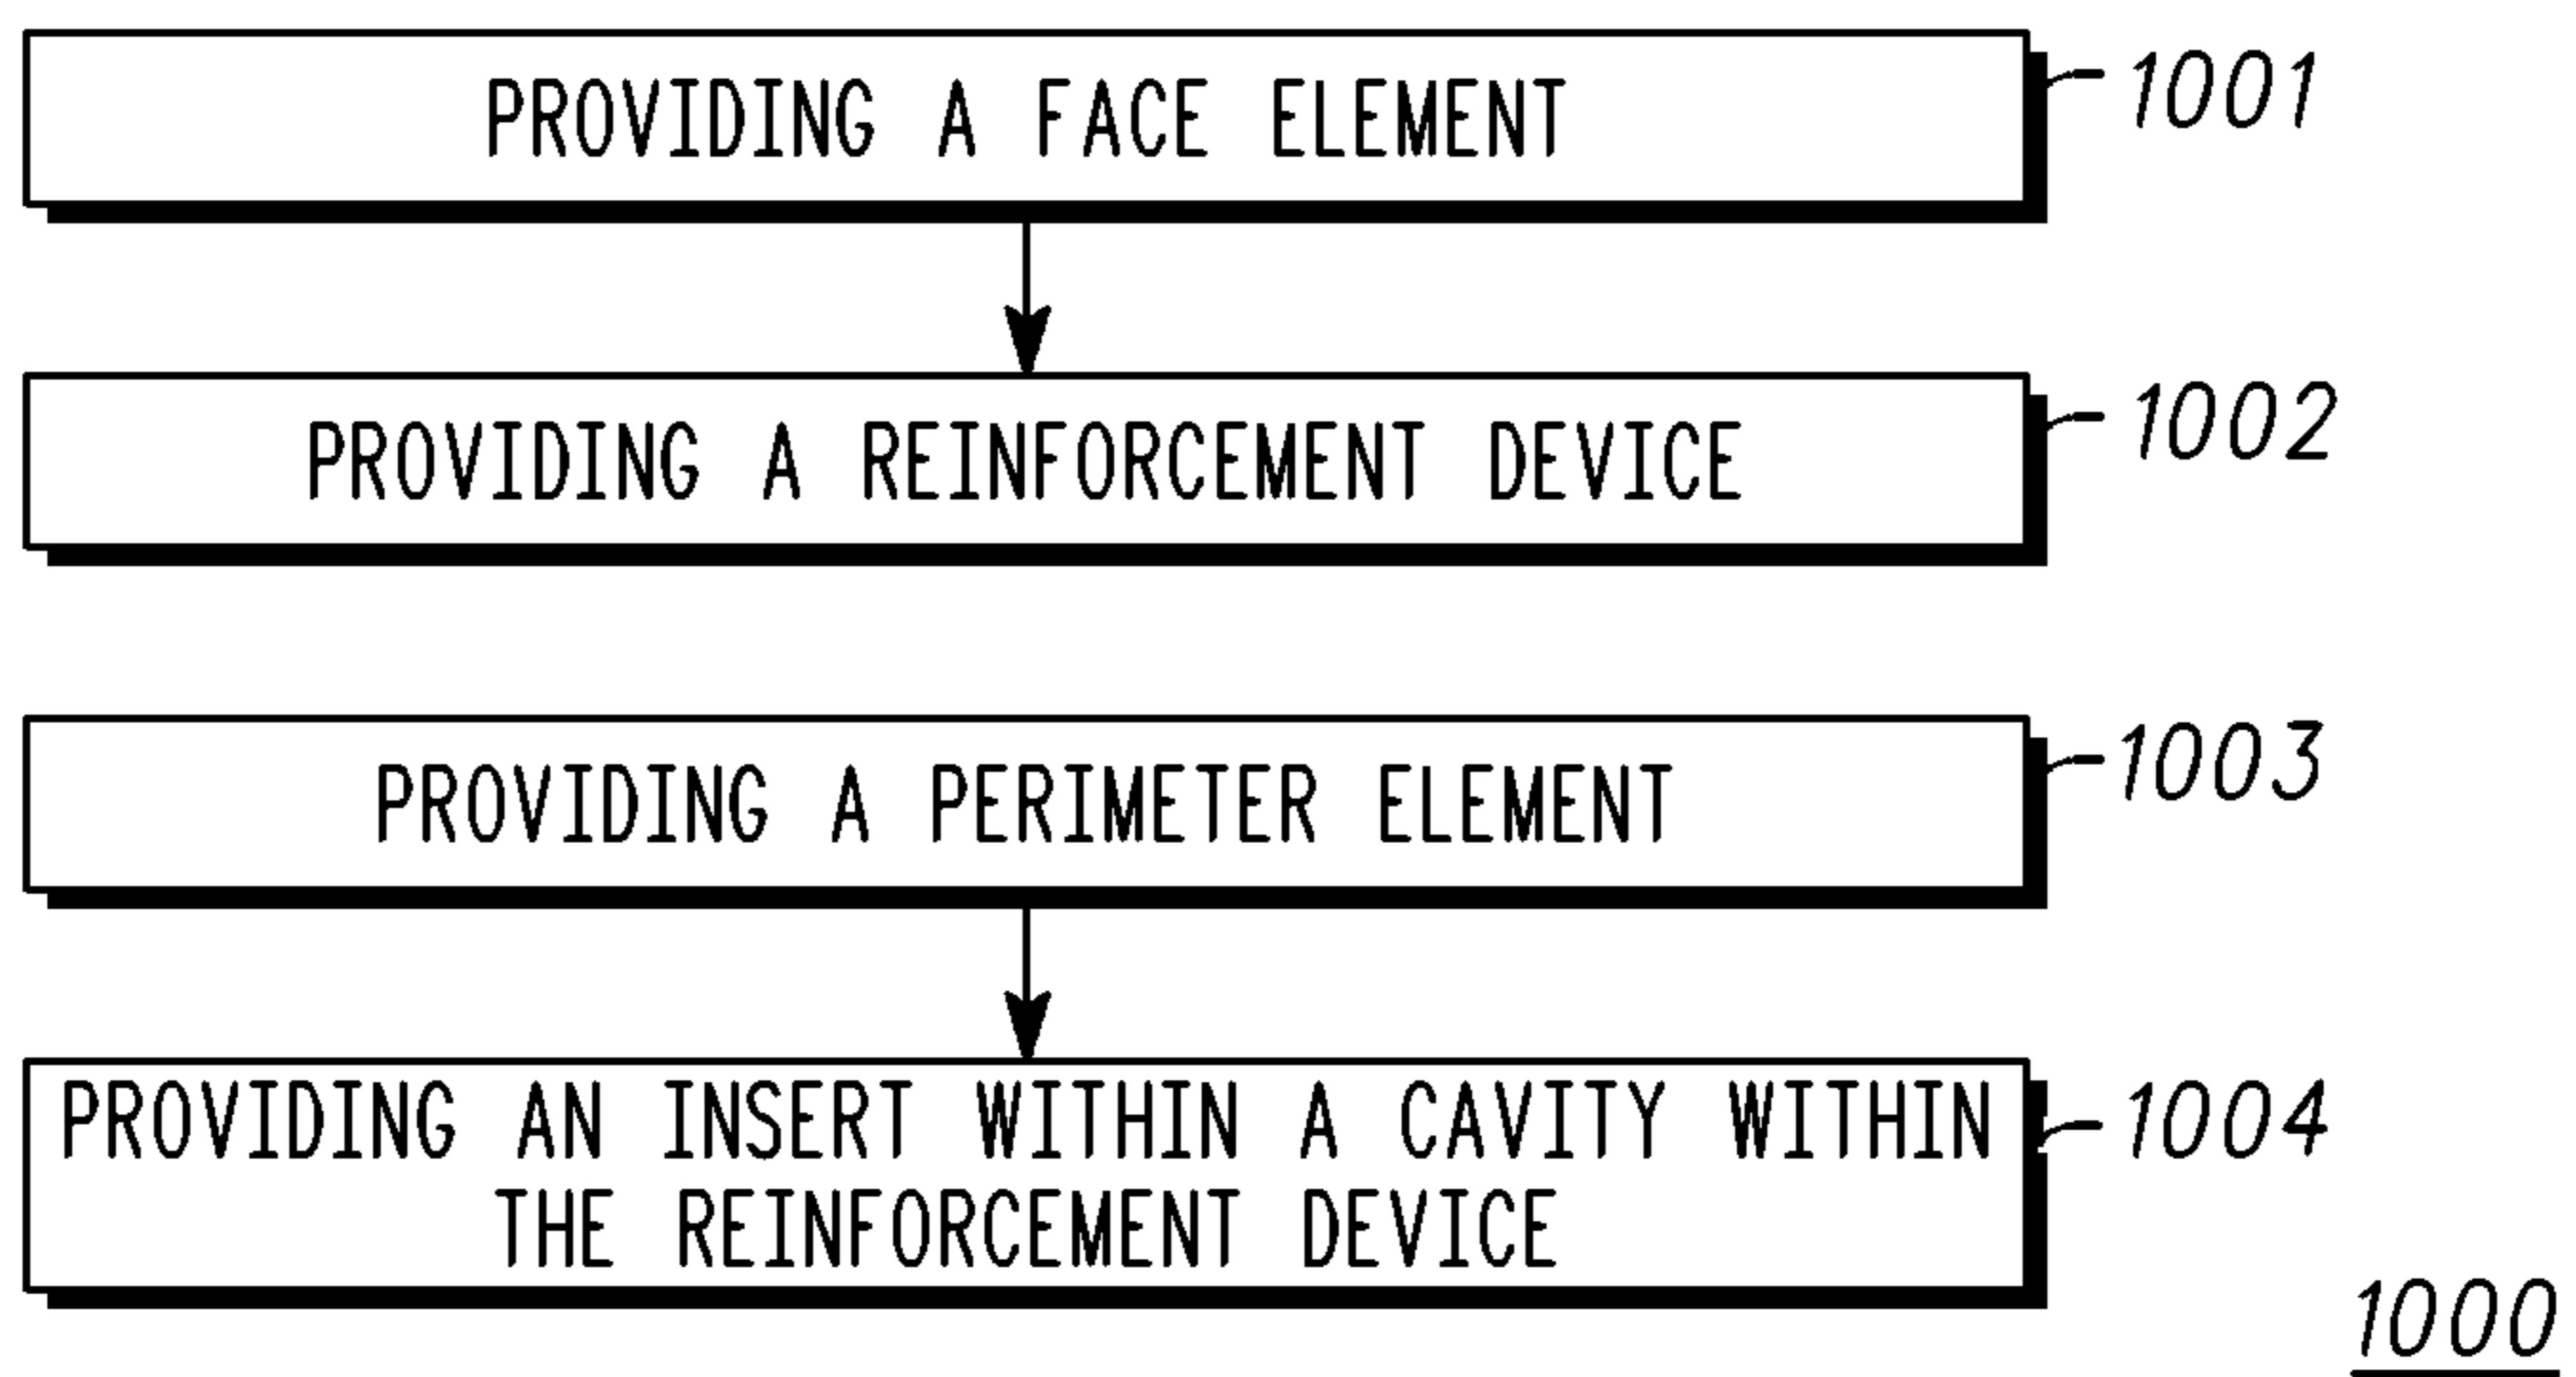 PROVIDING A FACE ELEMENT
1001
PROVIDING A REINFORCEMENT DEVICE
1002
PROVIDING A PERIMETER ELEMENT
1003
PROVIDING AN INSERT WITHIN A CAVITY WITHIN
THE REINFORCEMENT DEVICE
1004
1000